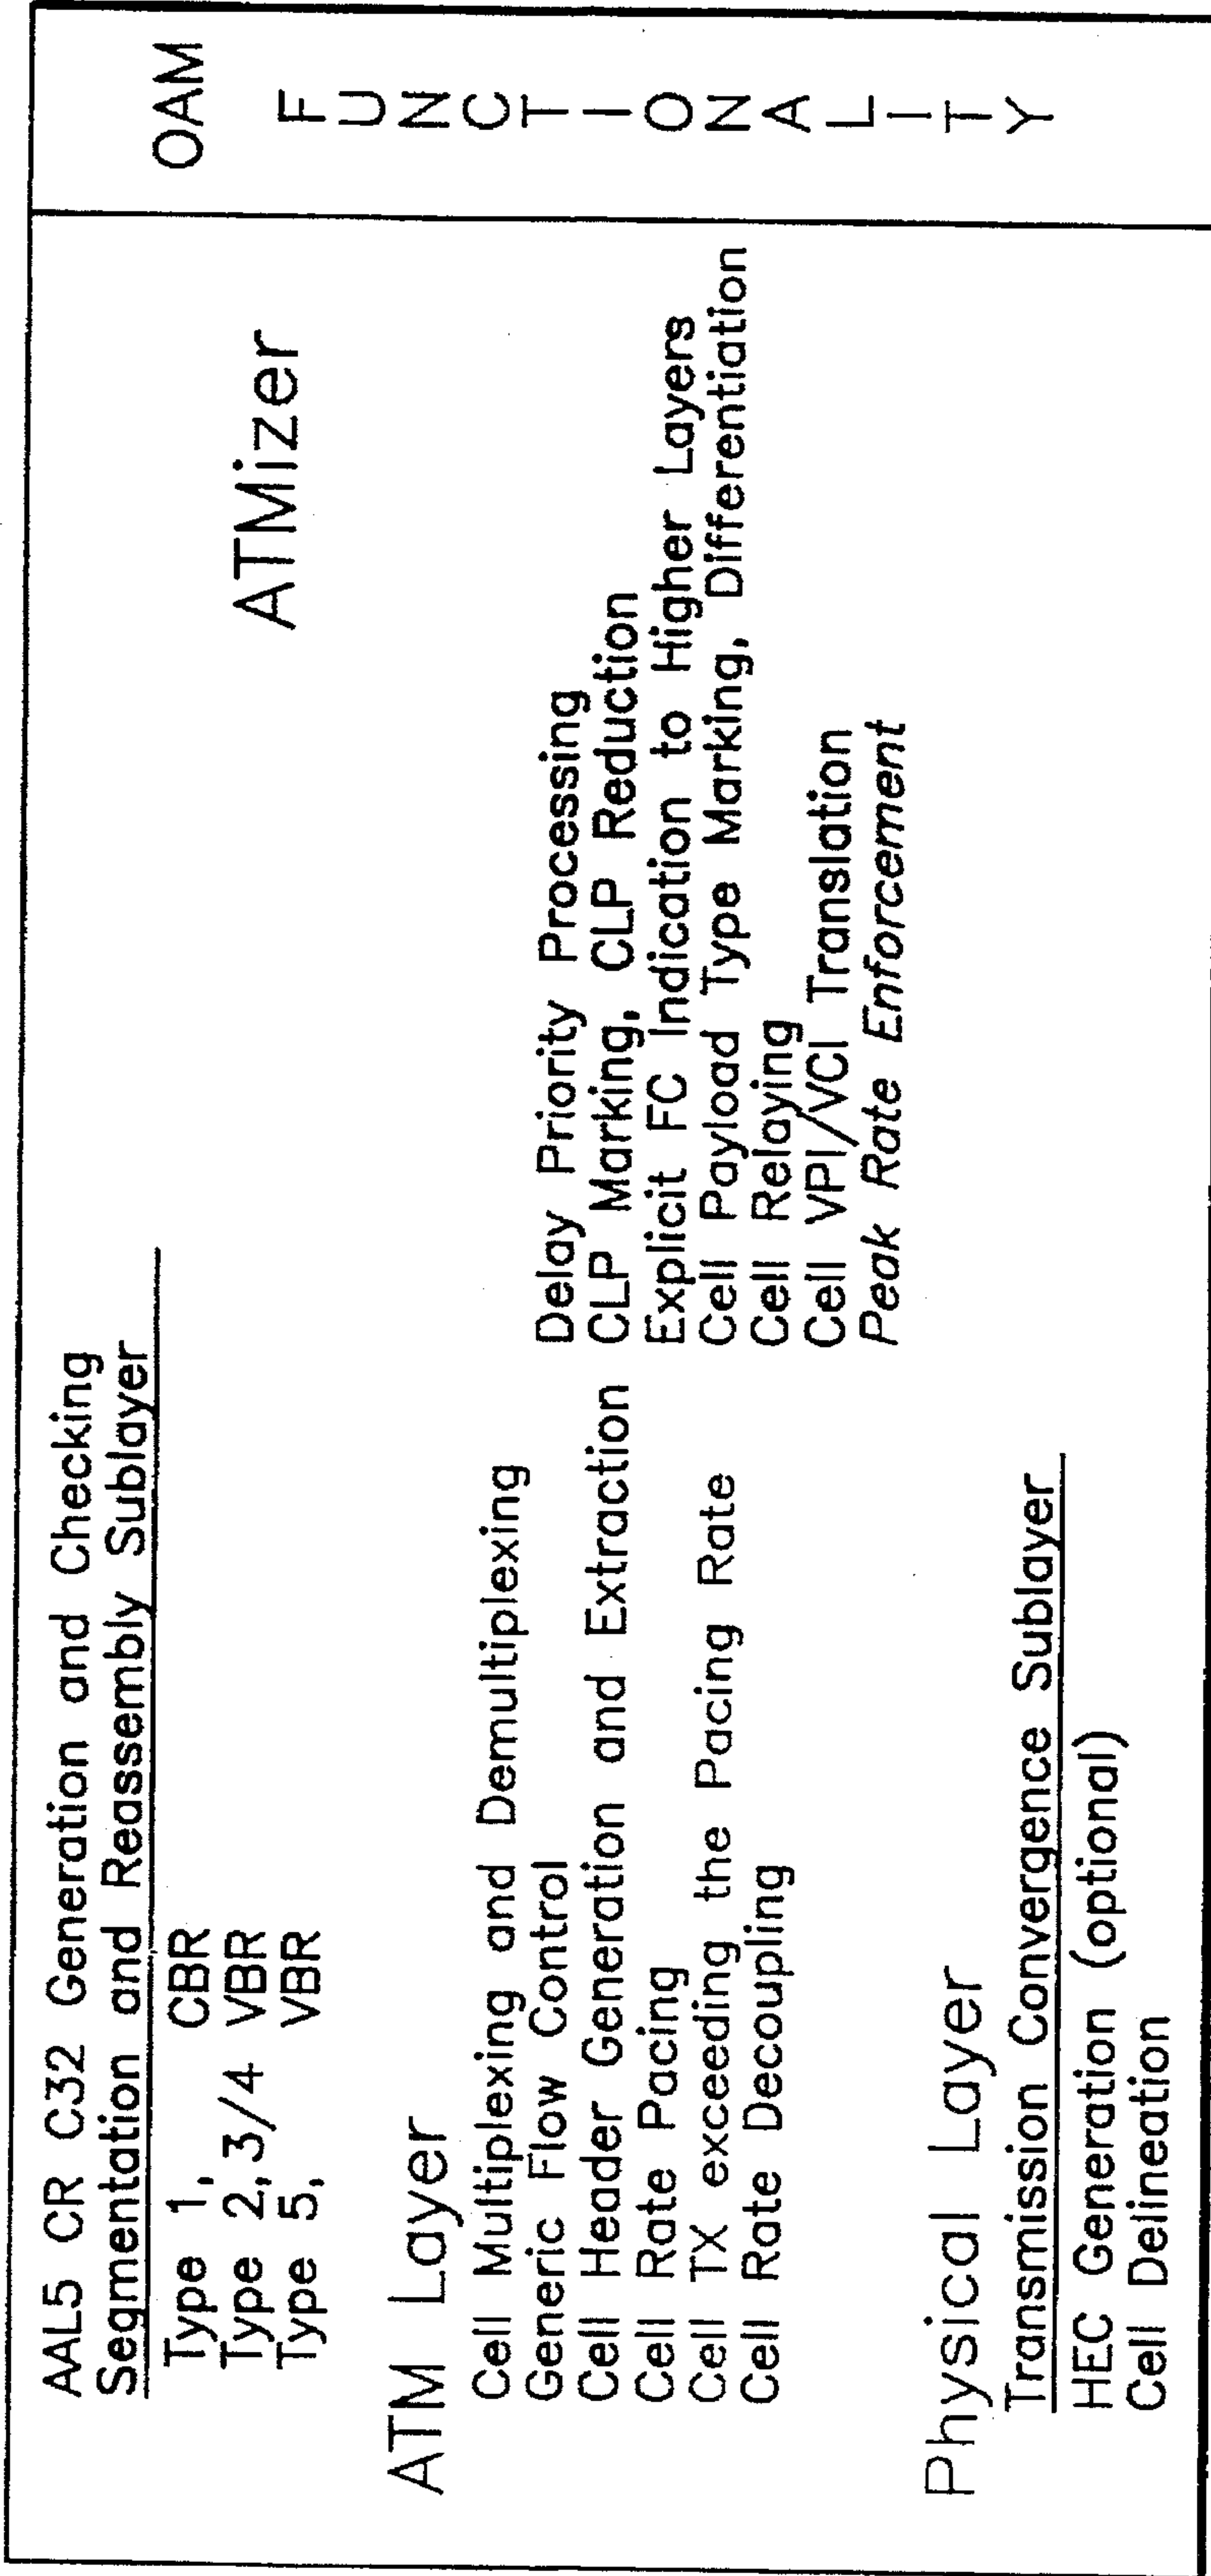 AAL5 CR C32 Generation and Checking
Segmentation and Reassembly Sublayer
Type 1, CBR
Type 2,3/4 VBR
Type 5, VBR
ATMizer
ATM Layer
Cell Multiplexing and Demultiplexing
Generic Flow Control
Cell Header Generation and Extraction
Cell Rate Pacing
Cell TX exceeding the Pacing Rate
Cell Rate Decoupling
Delay Priority Processing
CLP Marking, CLP Reduction
Explicit FC Indication to Higher Layers
Cell Payload Type Marking, Differentiation
Cell Relaying
Cell VPI/VCI Translation
Peak Rate Enforcement
Physical Layer
Transmission Convergence Sublayer
HEC Generation (optional)
Cell Delineation
OAM
FUNCTIONALITY